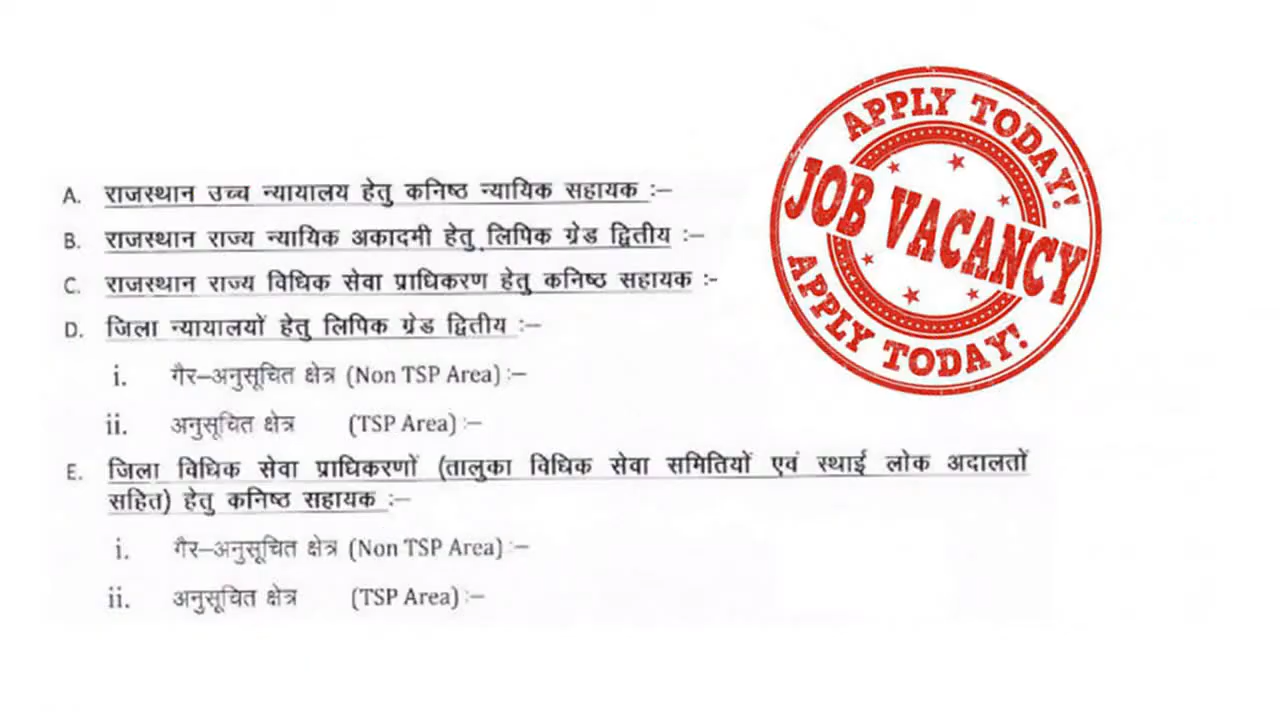 A. राजस्थान उच्च न्यायालय हेतु कनिष्ठ न्यायिक सहायक :–
B. राजस्थान राज्य न्यायिक अकादमी हेतु लिपिक ग्रेड द्वितीय :–
C. राजस्थान राज्य विधिक सेवा प्राधिकरण हेतु कनिष्ठ सहायक :-
D. जिला न्यायालयों हेतु लिपिक ग्रेड द्वितीय :–
i. गैर–अनुसूचित क्षेत्र (Non TSP Area) :–
ii. अनुसूचित क्षेत्र (TSP Area) :–
E. जिला विधिक सेवा प्राधिकरणों (तालुका विधिक सेवा समितियों एवं स्थाई लोक अदालतों
सहित) हेतु कनिष्ठ सहायक :–
i. गैर–अनुसूचित क्षेत्र (Non TSP Area) :–
ii. अनुसूचित क्षेत्र (TSP Area) :–
APPLY TODAY!
JOB VACANCY
APPLY TODAY!